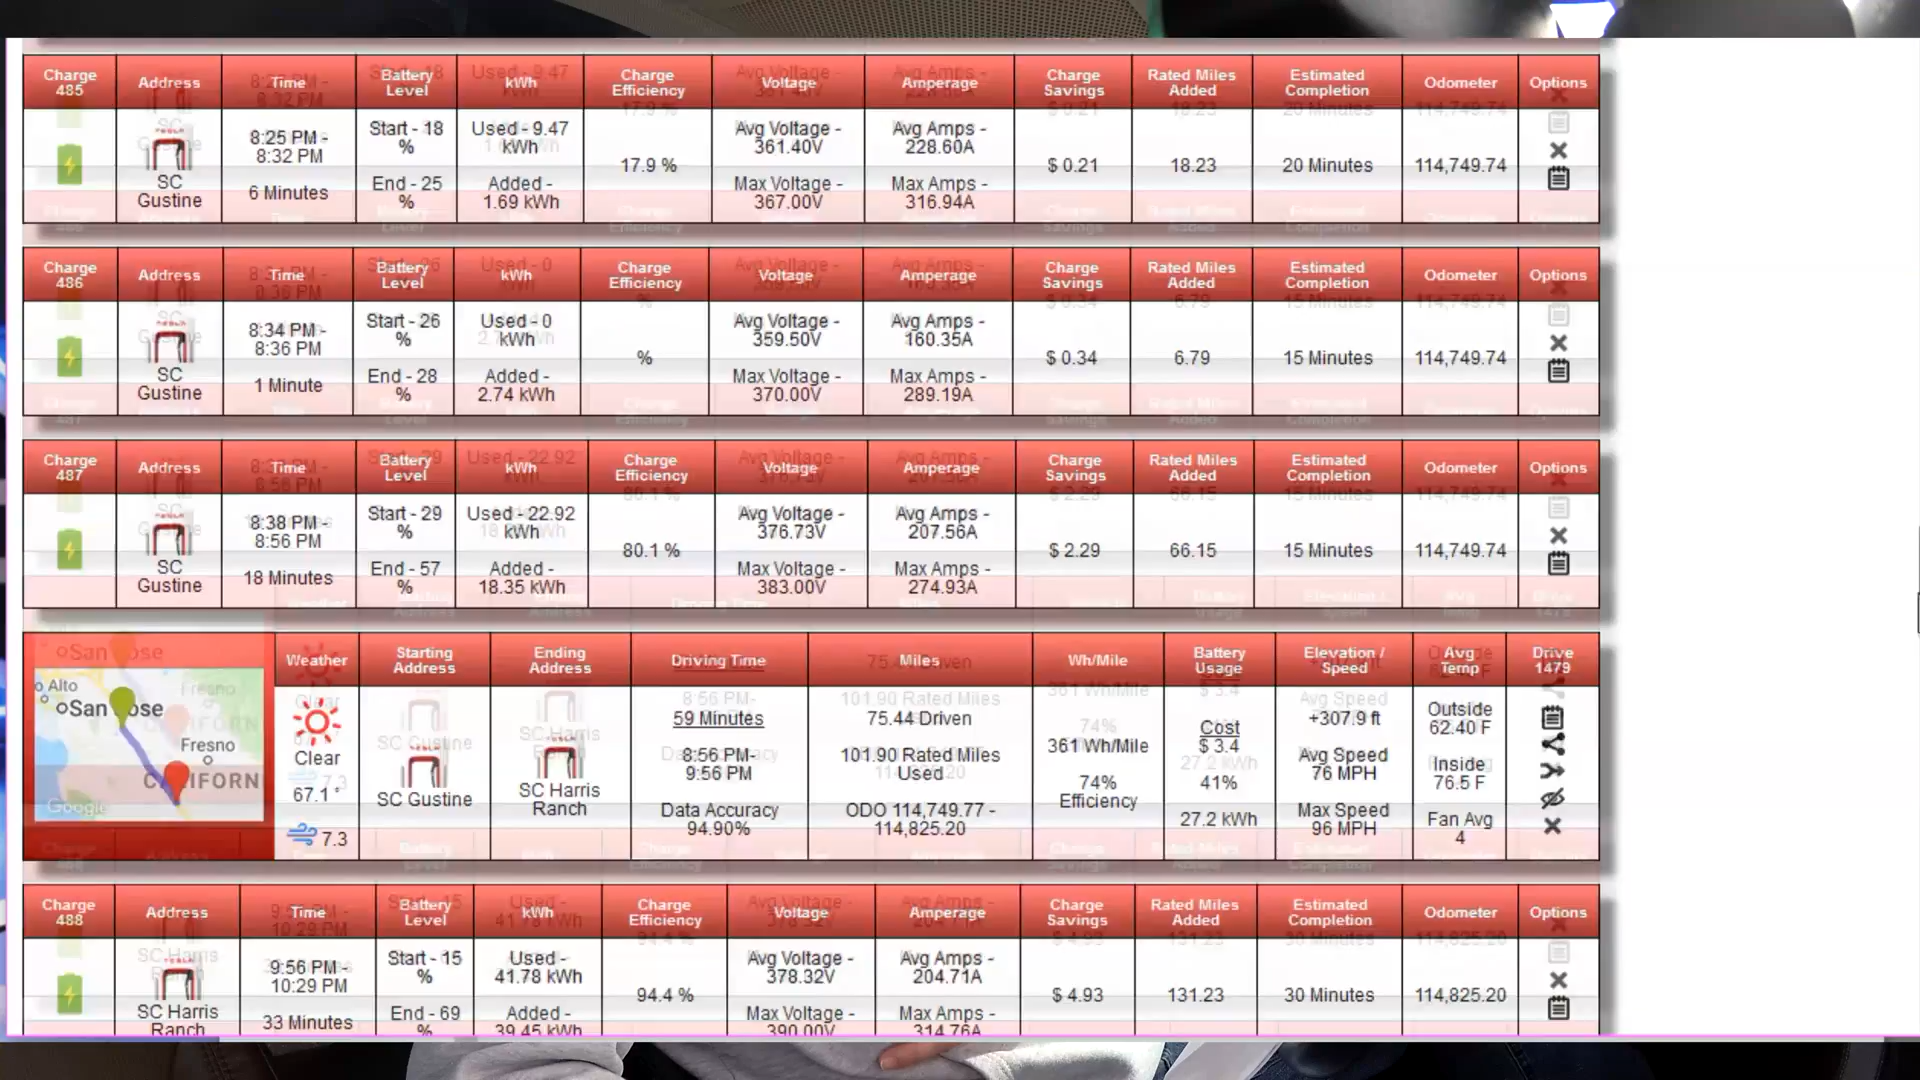 Charge 485
Address
Time
Battery Level
kWh
Charge Efficiency
Voltage
Amperage
Charge Savings
Rated Miles Added
Estimated Completion
Odometer
Options
SC Gustine
8:25 PM - 8:32 PM
6 Minutes
Start - 18 %
End - 25 %
Used - 9.47 kWh
Added - 1.69 kWh
17.9 %
Avg Voltage - 361.40V
Max Voltage - 367.00V
Avg Amps - 228.60A
Max Amps - 316.94A
$ 0.21
18.23
20 Minutes
114,749.74
Charge 486
Address
Time
Battery Level
kWh
Charge Efficiency
Voltage
Amperage
Charge Savings
Rated Miles Added
Estimated Completion
Odometer
Options
SC Gustine
8:34 PM - 8:36 PM
1 Minute
Start - 26 %
End - 28 %
Used - 0 kWh
Added - 2.74 kWh
%
Avg Voltage - 359.50V
Max Voltage - 370.00V
Avg Amps - 160.35A
Max Amps - 289.19A
$ 0.34
6.79
15 Minutes
114,749.74
Charge 487
Address
Time
Battery Level
kWh
Charge Efficiency
Voltage
Amperage
Charge Savings
Rated Miles Added
Estimated Completion
Odometer
Options
SC Gustine
8:38 PM - 8:56 PM
18 Minutes
Start - 29 %
End - 57 %
Used - 22.92 kWh
Added - 18.35 kWh
80.1 %
Avg Voltage - 376.73V
Max Voltage - 383.00V
Avg Amps - 207.56A
Max Amps - 274.93A
$ 2.29
66.15
15 Minutes
114,749.74
Weather
Starting Address
Ending Address
Driving Time
Miles
Wh/Mile
Battery Usage
Elevation / Speed
Avg Temp
Drive 1479
o Alto
San Jose
Fresno
CALIFORN
Google
Clear
67.1°
7.3
SC Gustine
SC Harris Ranch
59 Minutes
8:56 PM - 9:56 PM
Data Accuracy 94.90%
75.44 Driven
101.90 Rated Miles Used
ODO 114,749.77 - 114,825.20
361 Wh/Mile
74% Efficiency
Cost
$ 3.4
41%
27.2 kWh
+307.9 ft
Avg Speed 76 MPH
Max Speed 96 MPH
Outside 62.40 F
Inside 76.5 F
Fan Avg 4
Charge 488
Address
Time
Battery Level
kWh
Charge Efficiency
Voltage
Amperage
Charge Savings
Rated Miles Added
Estimated Completion
Odometer
Options
SC Harris Ranch
9:56 PM - 10:29 PM
33 Minutes
Start - 15 %
End - 69 %
Used - 41.78 kWh
Added - 39.45 kWh
94.4 %
Avg Voltage - 378.32V
Max Voltage - 390.00V
Avg Amps - 204.71A
Max Amps - 314.76A
$ 4.93
131.23
30 Minutes
114,825.20